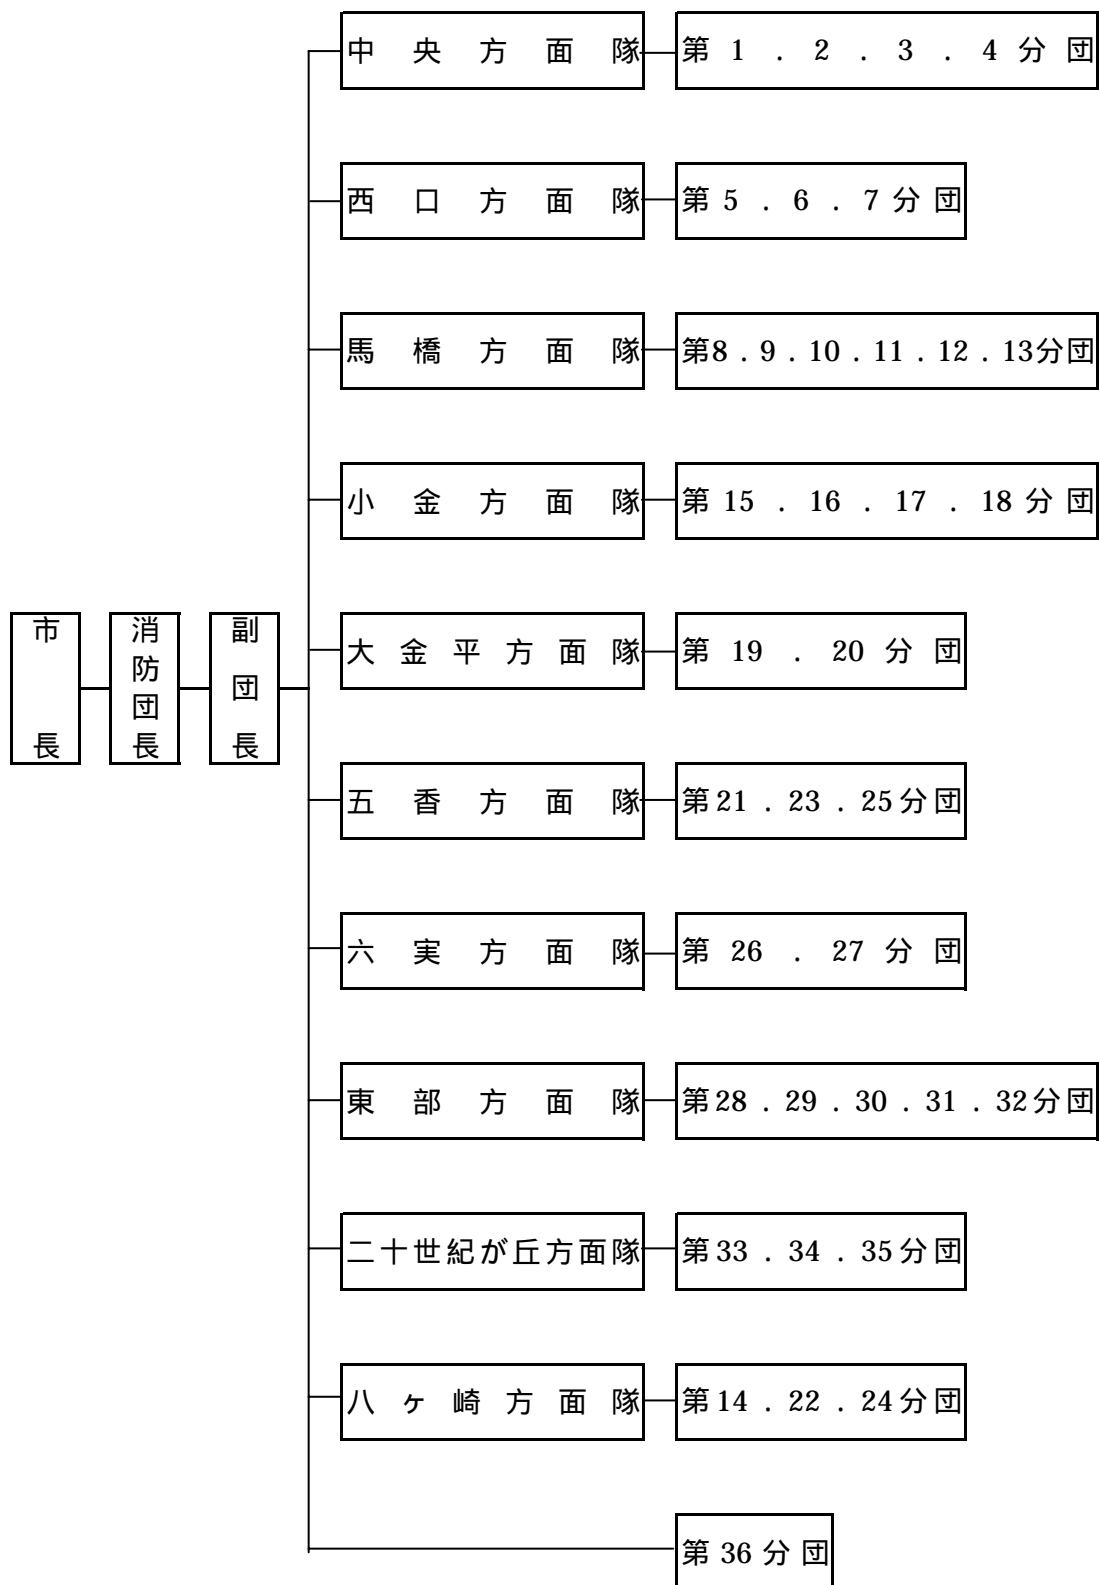 市長
消防団長
副団長
中央方面隊
第1.2.3.4分団
西口方面隊
第5.6.7分団
馬橋方面隊
第8.9.10.11.12.13分団
小金方面隊
第15.16.17.18分団
大金平方面隊
第19.20分団
五香方面隊
第21.23.25分団
六実方面隊
第26.27分団
東部方面隊
第28.29.30.31.32分団
二十世紀が丘方面隊
第33.34.35分団
八ヶ崎方面隊
第14.22.24分団
第36分団